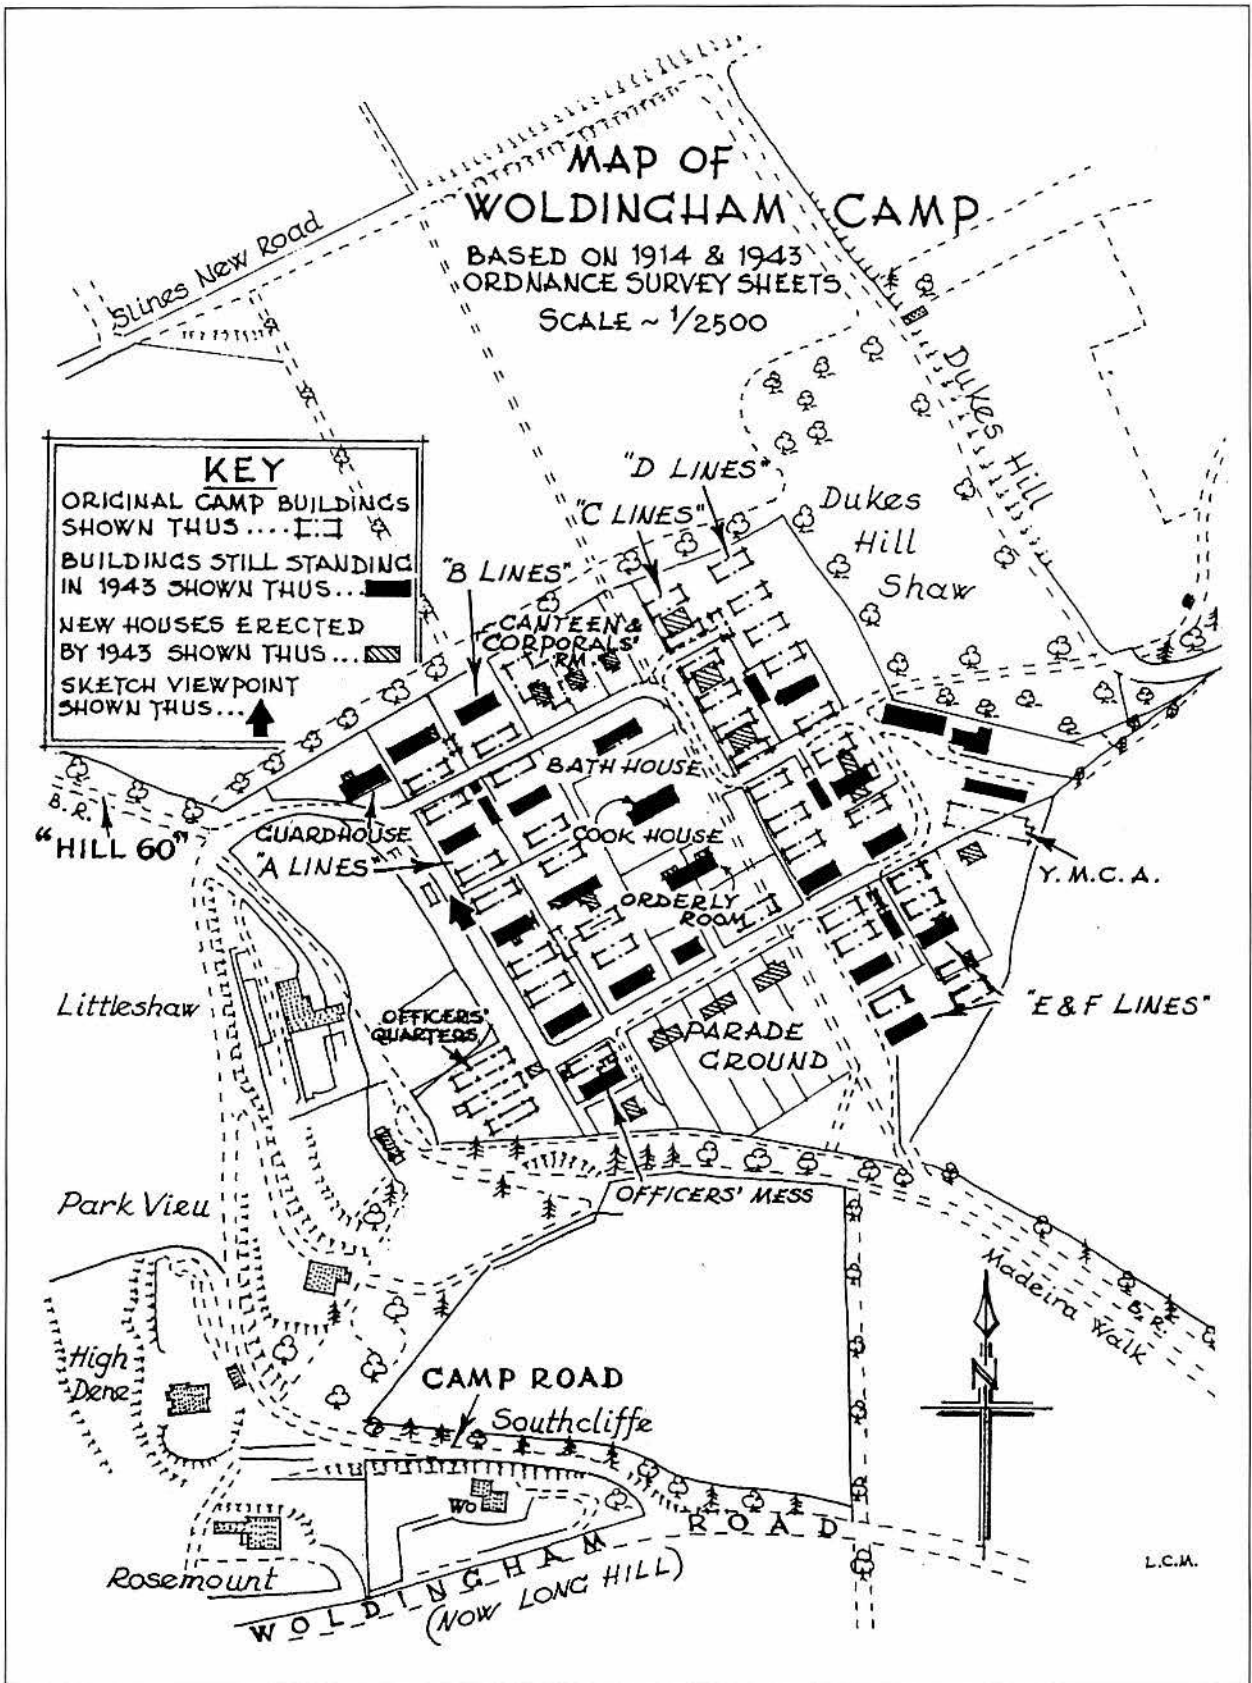 MAP OF
WOLDINGHAM CAMP
BASED ON 1914 & 1943
ORDNANCE SURVEY SHEETS
SCALE ~ 1/2500
Slines New Road
Dukes Hill
KEY
ORIGINAL CAMP BUILDINGS
SHOWN THUS ....
BUILDINGS STILL STANDING
IN 1943 SHOWN THUS...
NEW HOUSES ERECTED
BY 1943 SHOWN THUS...
SKETCH VIEWPOINT
SHOWN THUS...
"D LINES"
"C LINES"
"B LINES"
Dukes
Hill
Shaw
CANTEEN &
CORPORALS'
RM.
BATH HOUSE
B.R.
"HILL 60"
GUARDHOUSE
COOK HOUSE
"A LINES"
Y.M.C.A.
ORDERLY
ROOM
Littleshaw
OFFICERS'
QUARTERS
"E & F LINES"
PARADE
GROUND
Park View
OFFICERS' MESS
Madeira Walk
B.R.
High
Dene
N
CAMP ROAD
Southcliffe
Wo
Rosemount
WOLDINGHAM ROAD
(NOW LONG HILL)
L.C.M.